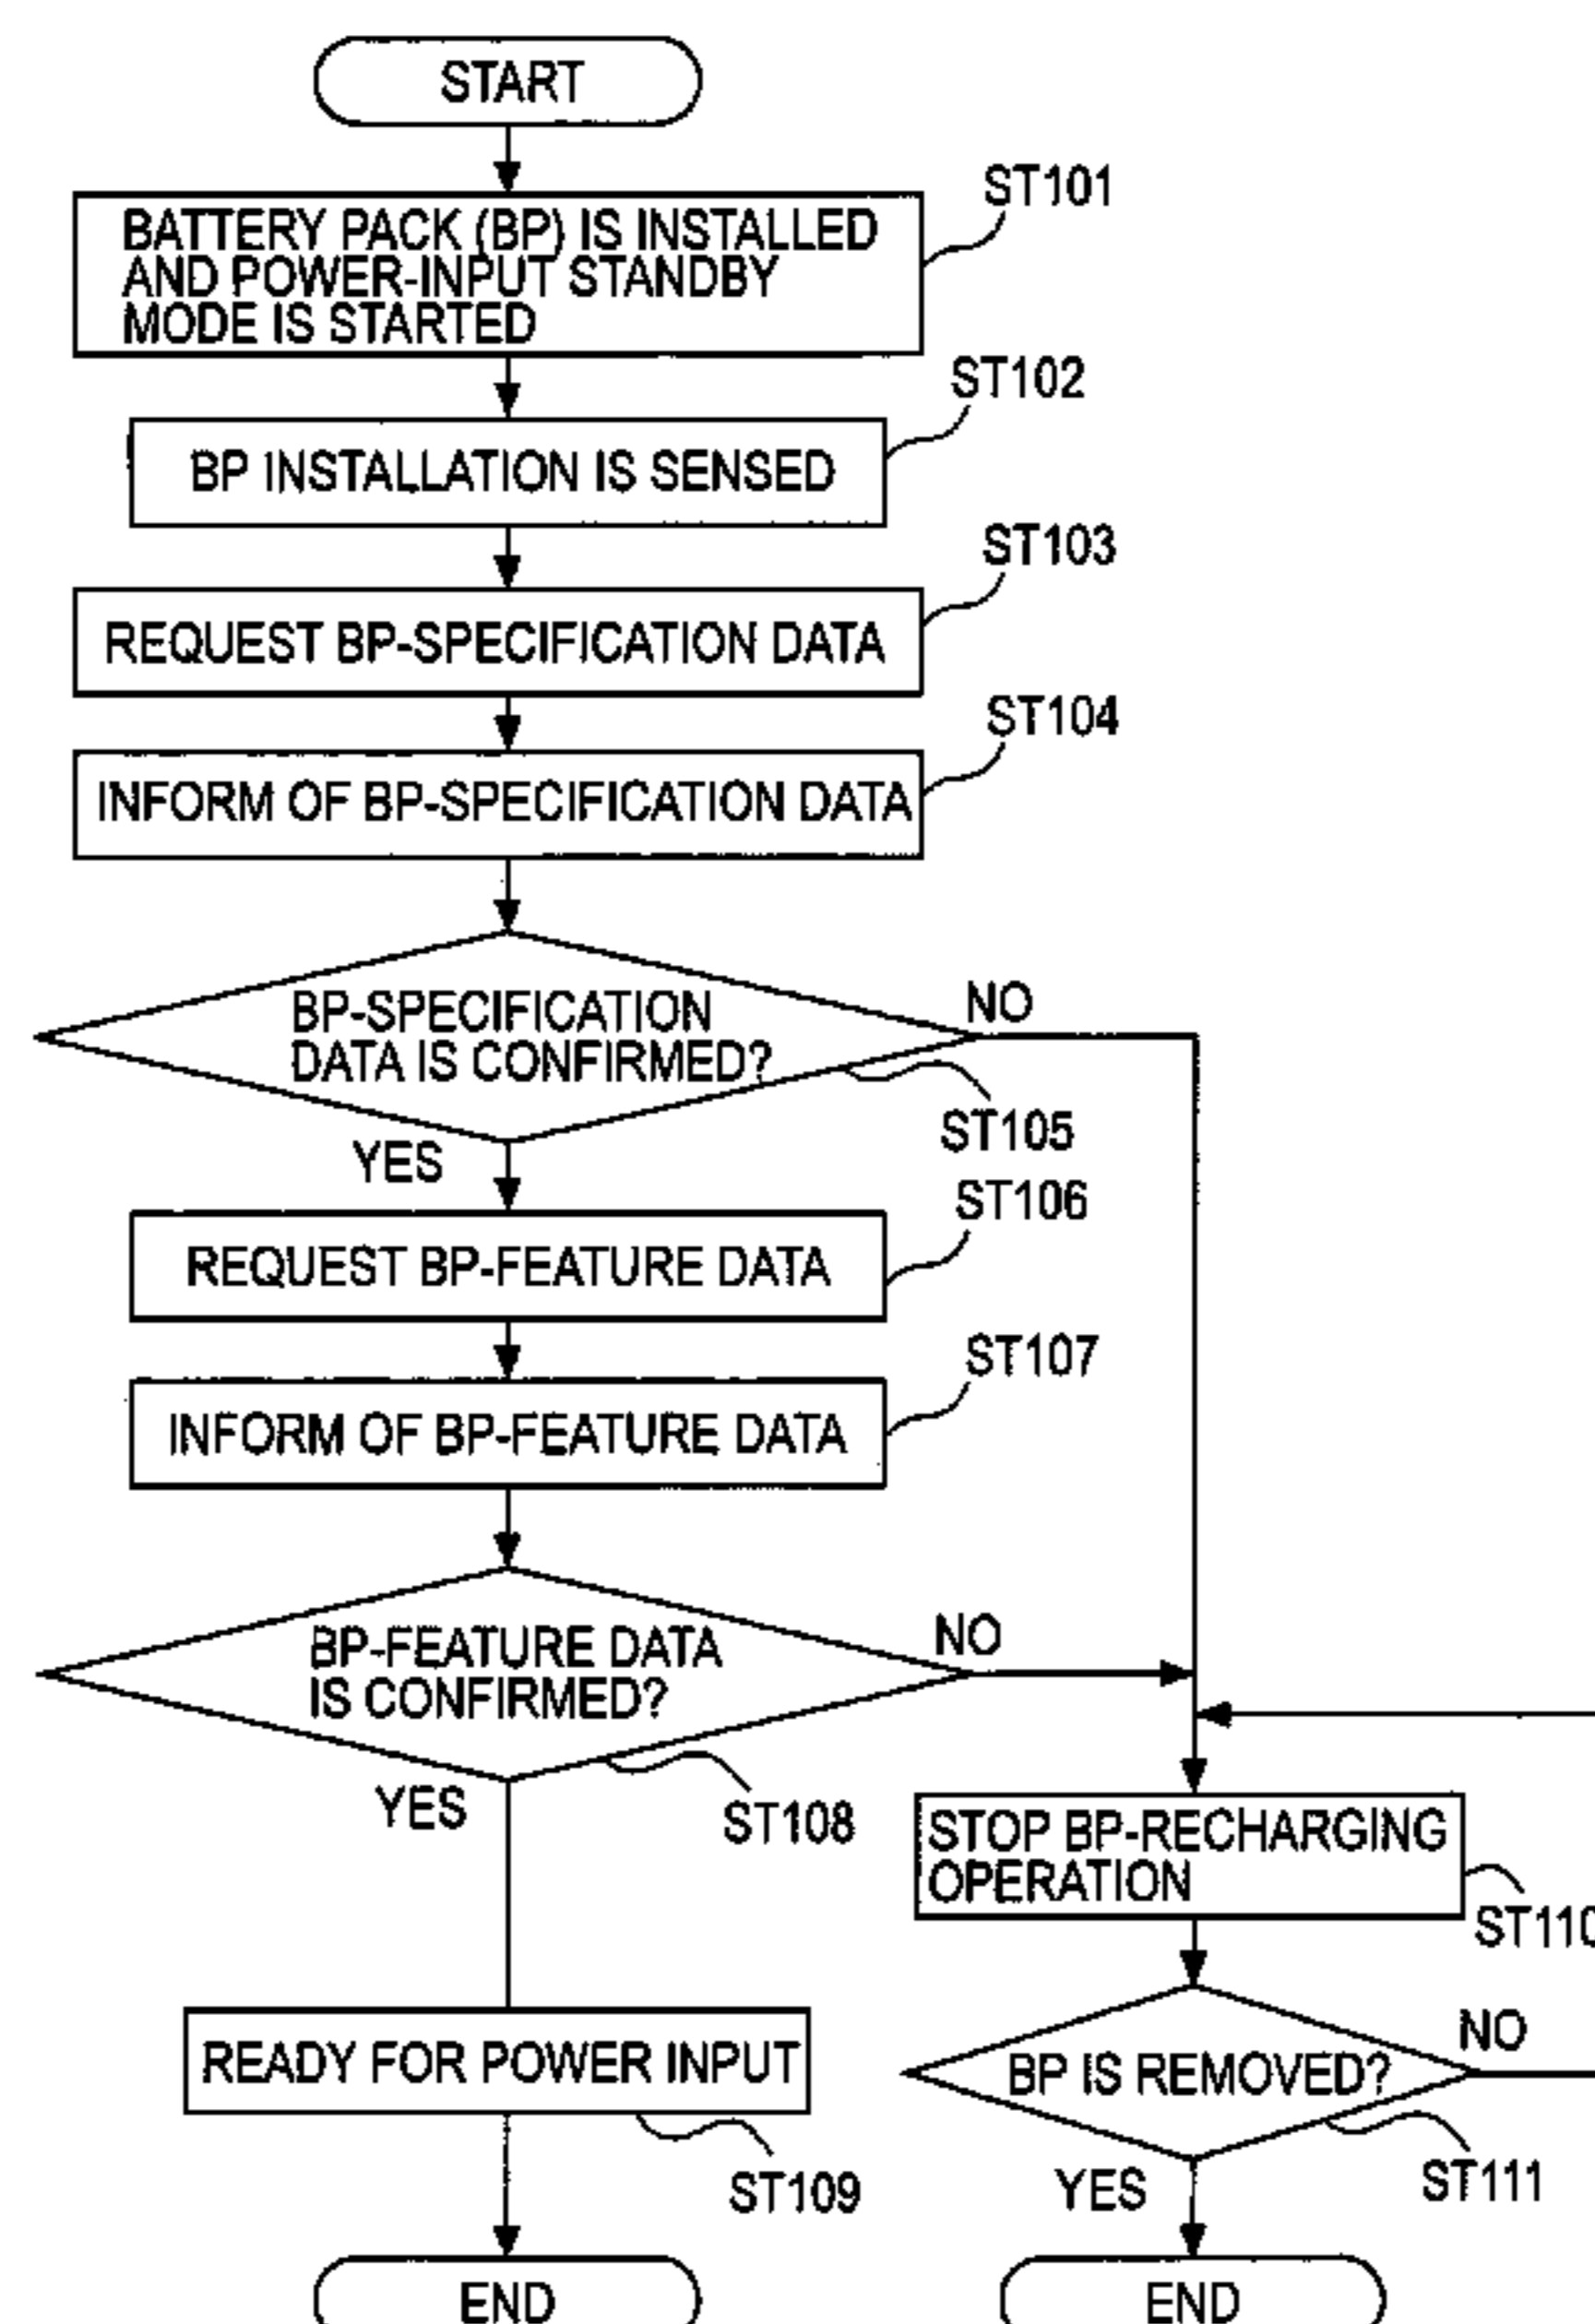 START
ST101
BATTERY PACK (BP) IS INSTALLED
AND POWER-INPUT STANDBY
MODE IS STARTED
ST102
BP INSTALLATION IS SENSED
ST103
REQUEST BP-SPECIFICATION DATA
ST104
INFORM OF BP-SPECIFICATION DATA
NO
BP-SPECIFICATION
DATA IS CONFIRMED?
ST105
YES
ST106
REQUEST BP-FEATURE DATA
ST107
INFORM OF BP-FEATURE DATA
NO
BP-FEATURE DATA
IS CONFIRMED?
YES
ST108
STOP BP-RECHARGING
OPERATION
ST110
NO
READY FOR POWER INPUT
BP IS REMOVED?
ST109
YES
ST111
END
END